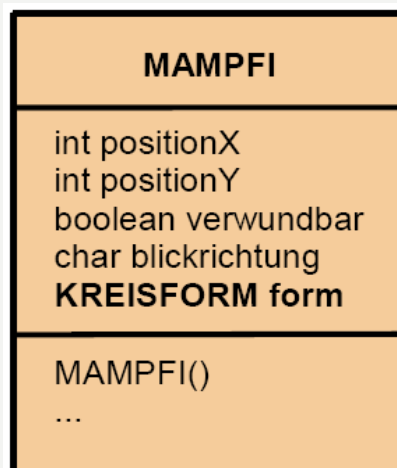 MAMPFI
int positionX
int positionY
boolean verwundbar
char blickrichtung
KREISFORM form
MAMPFI()
...